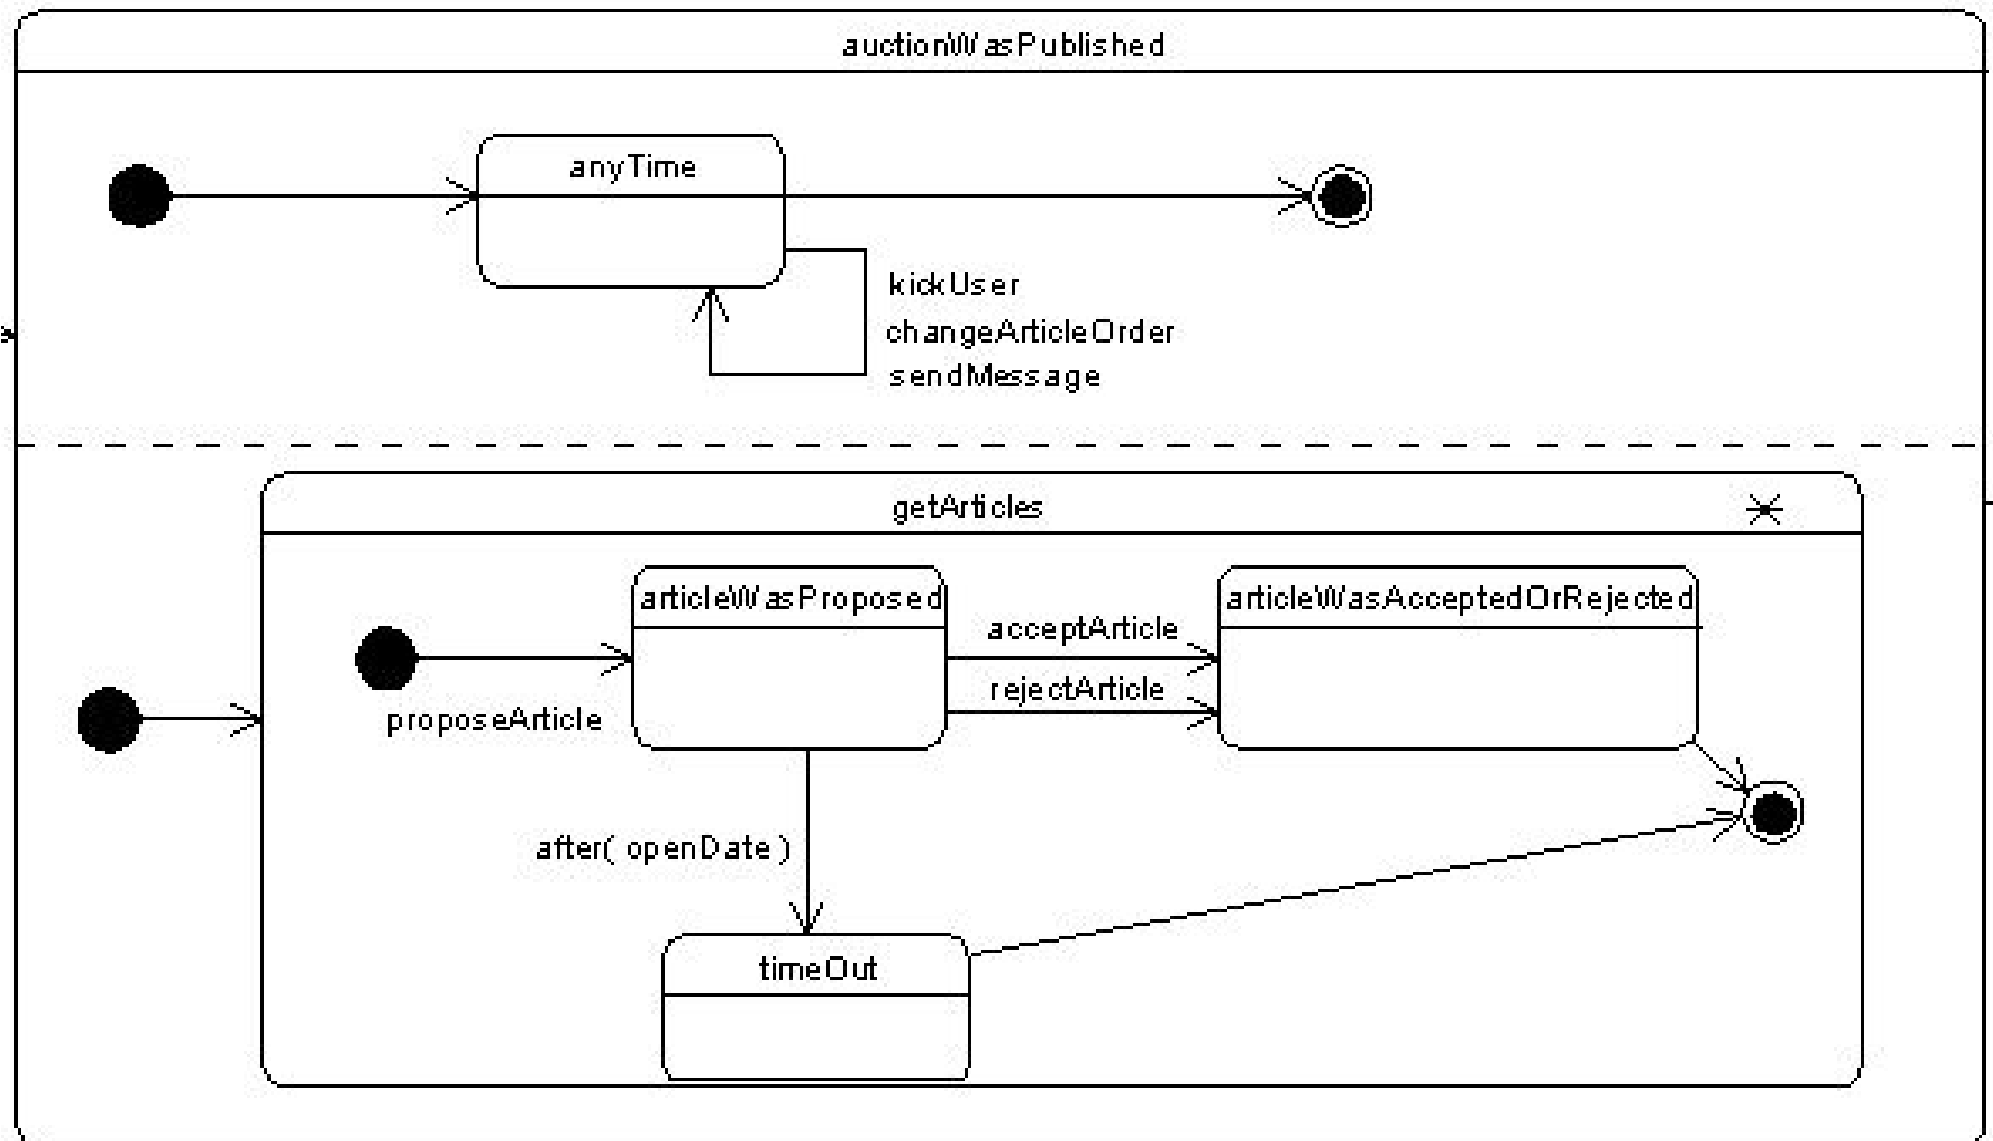 auctionWasPublished
anyTime
kickUser
changeArticleOrder
sendMessage
getArticles
articleWasProposed
articleWasAcceptedOrRejected
acceptArticle
rejectArticle
proposeArticle
after( openDate )
timeOut